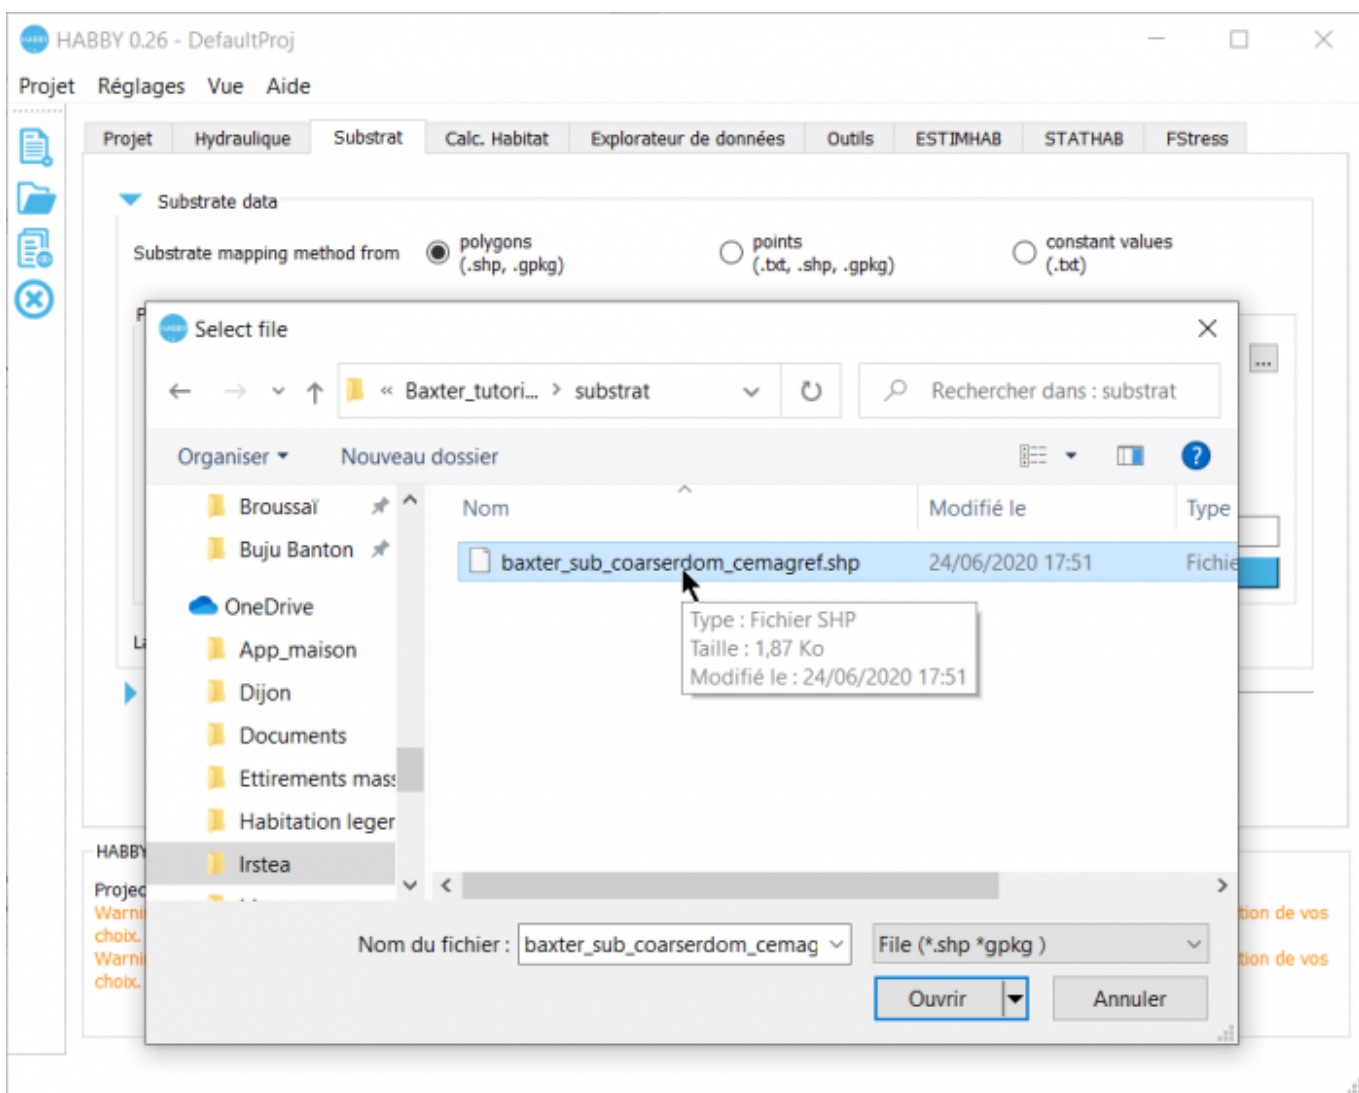 HABBY 0.26 - DefaultProj
Projet Réglages Vue Aide
Projet Hydraulique Substrat Calc. Habitat Explorateur de données Outils ESTIMHAB STATHAB FStress
Substrate data
Substrate mapping method from
polygons
(.shp, .gpkg)
points
(.txt, .shp, .gpkg)
constant values
(.txt)
Select file
...
« Baxter_tutori... > substrat
Rechercher dans : substrat
Organiser
Nouveau dossier
?
Broussaï
Buju Banton
OneDrive
App_maison
Dijon
Documents
Ettirements mass
Habitation leger
Irstea
Nom Modifié le Type
baxter_sub_coarserdom_cemagref.shp 24/06/2020 17:51 Fichie
Type : Fichier SHP
Taille : 1,87 Ko
Modifié le : 24/06/2020 17:51
HABBY
Projec
Warni
tion de vos
choix.
Warni
tion de vos
choix.
Nom du fichier : baxter_sub_coarserdom_cemag File (*.shp *gpkg )
Ouvrir Annuler